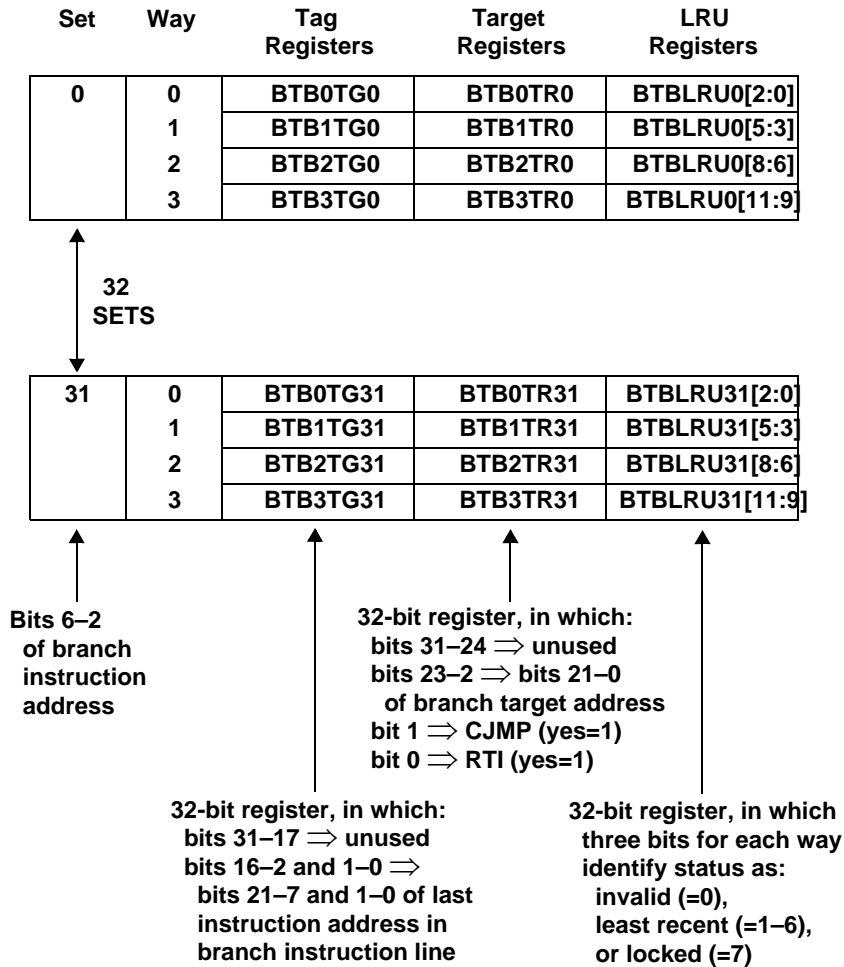 Set Way Tag Registers Target Registers LRU Registers
0 0 BTB0TG0 BTB0TR0 BTBLRU0[2:0]
1 BTB1TG0 BTB1TR0 BTBLRU0[5:3]
2 BTB2TG0 BTB2TR0 BTBLRU0[8:6]
3 BTB3TG0 BTB3TR0 BTBLRU0[11:9]
32
SETS
31 0 BTB0TG31 BTB0TR31 BTBLRU31[2:0]
1 BTB1TG31 BTB1TR31 BTBLRU31[5:3]
2 BTB2TG31 BTB2TR31 BTBLRU31[8:6]
3 BTB3TG31 BTB3TR31 BTBLRU31[11:9]
Bits 6–2
of branch
instruction
address
32-bit register, in which:
bits 31–24 ⇒ unused
bits 23–2 ⇒ bits 21–0
of branch target address
bit 1 ⇒ CJMP (yes=1)
bit 0 ⇒ RTI (yes=1)
32-bit register, in which:
bits 31–17 ⇒ unused
bits 16–2 and 1–0 ⇒
bits 21–7 and 1–0 of last
instruction address in
branch instruction line
32-bit register, in which
three bits for each way
identify status as:
invalid (=0),
least recent (=1–6),
or locked (=7)